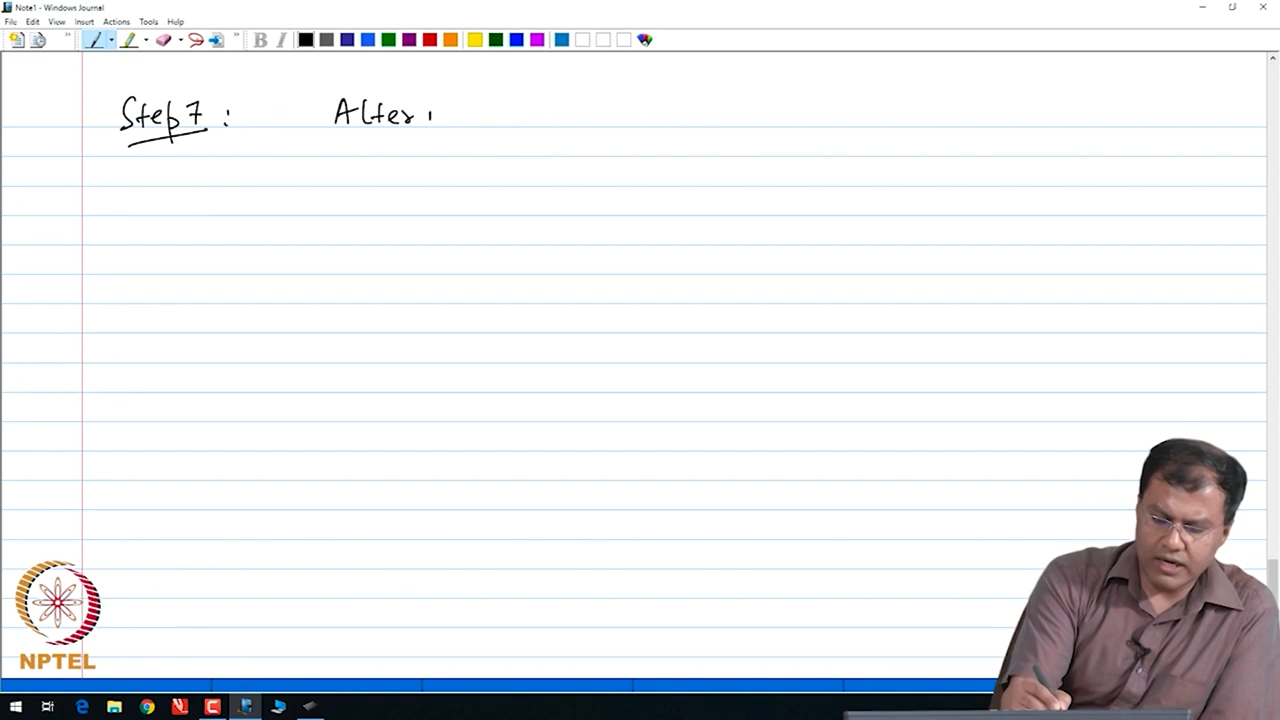 Note1 - Windows Journal
File Edit View Insert Actions Tools Help
B I
Step 7 : After
NPTEL